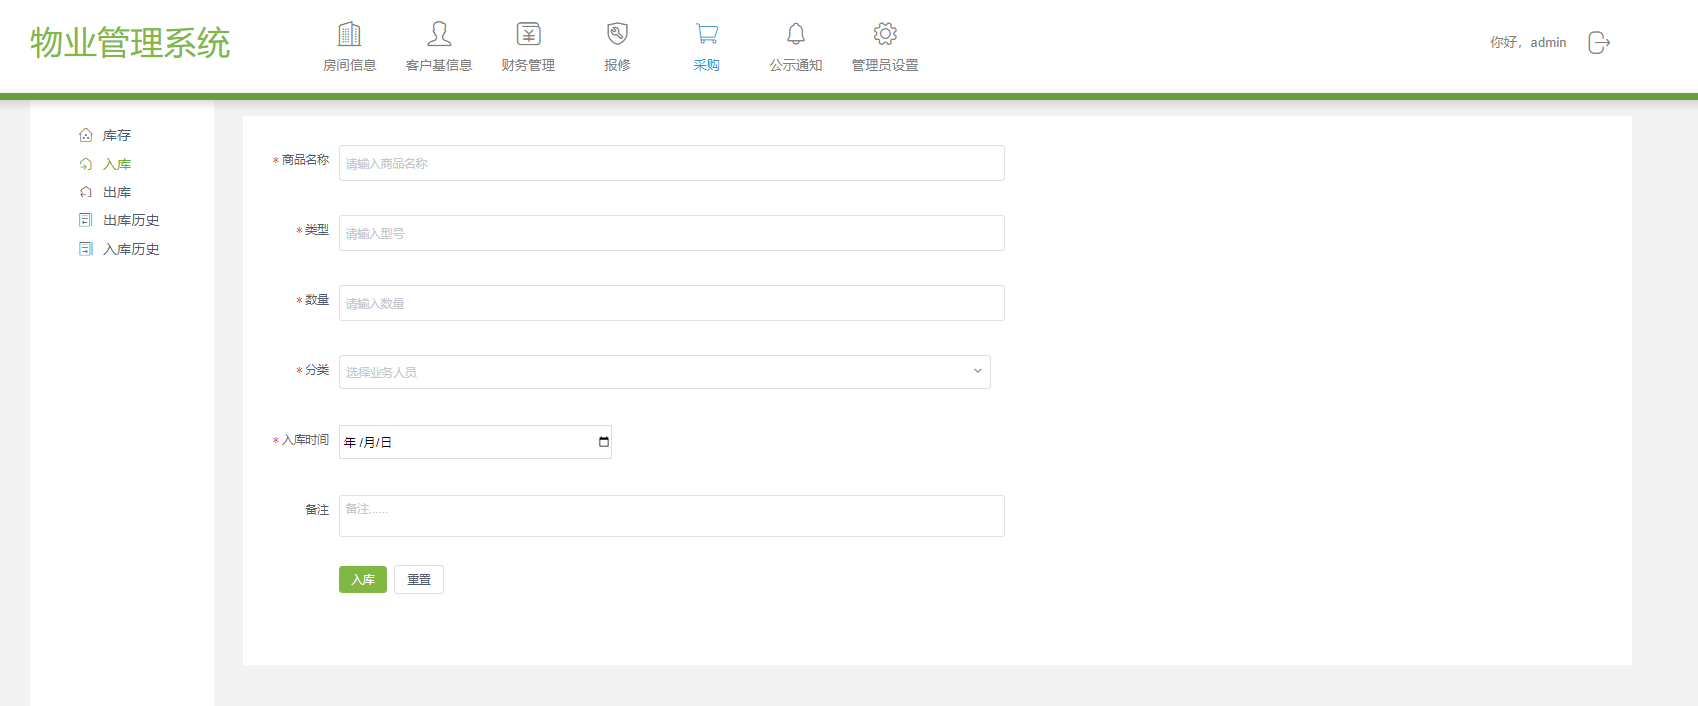 物业管理系统
房间信息 客户基信息 财务管理 报修 采购 公示通知 管理员设置
你好，admin
库存
入库
出库
出库历史
入库历史
*商品名称 请输入商品名称
*类型 请输入型号
*数量 请输入数量
*分类 选择业务人员
*入库时间 年 /月/日
备注 备注......
入库 重置